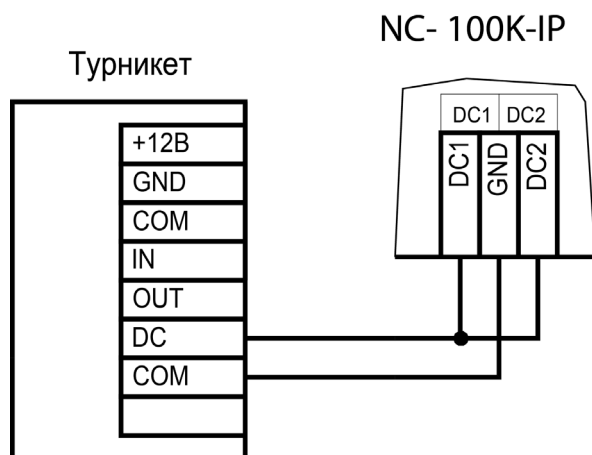 NC- 100K-IP
Турникет
DC1 DC2
DC1 GND DC2
+12В
GND
COM
IN
OUT
DC
COM